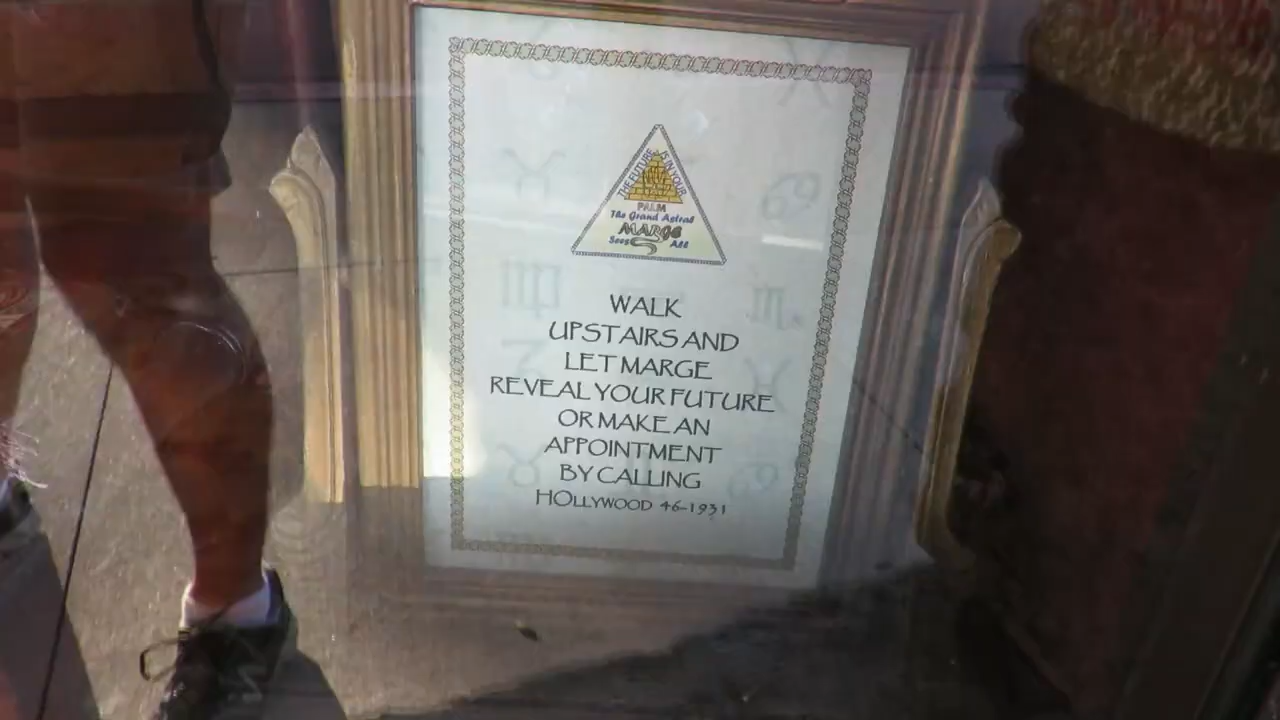 THE FUTURE IS IN YOUR
PALM
The Grand Astral
MARGE
Sees All
WALK
UPSTAIRS AND
LET MARGE
REVEAL YOUR FUTURE
OR MAKE AN
APPOINTMENT
BY CALLING
HOLLYWOOD 46-1931